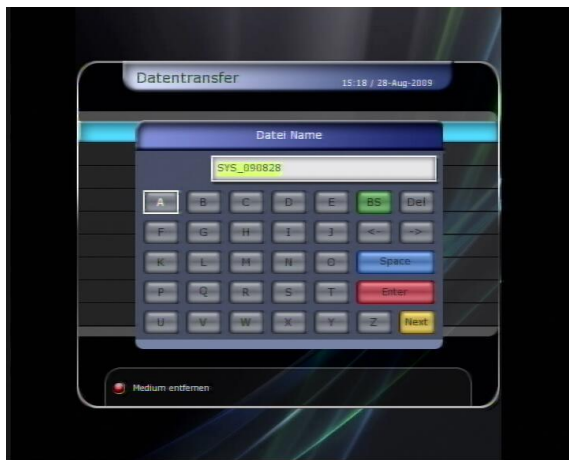 Datentransfer
15:18 / 28-Aug-2009
Datei Name
SYS_090828
A B C D E BS Del
F G H I J <- ->
K L M N O Space
P Q R S T Enter
U V W X Y Z Next
Medium entfernen